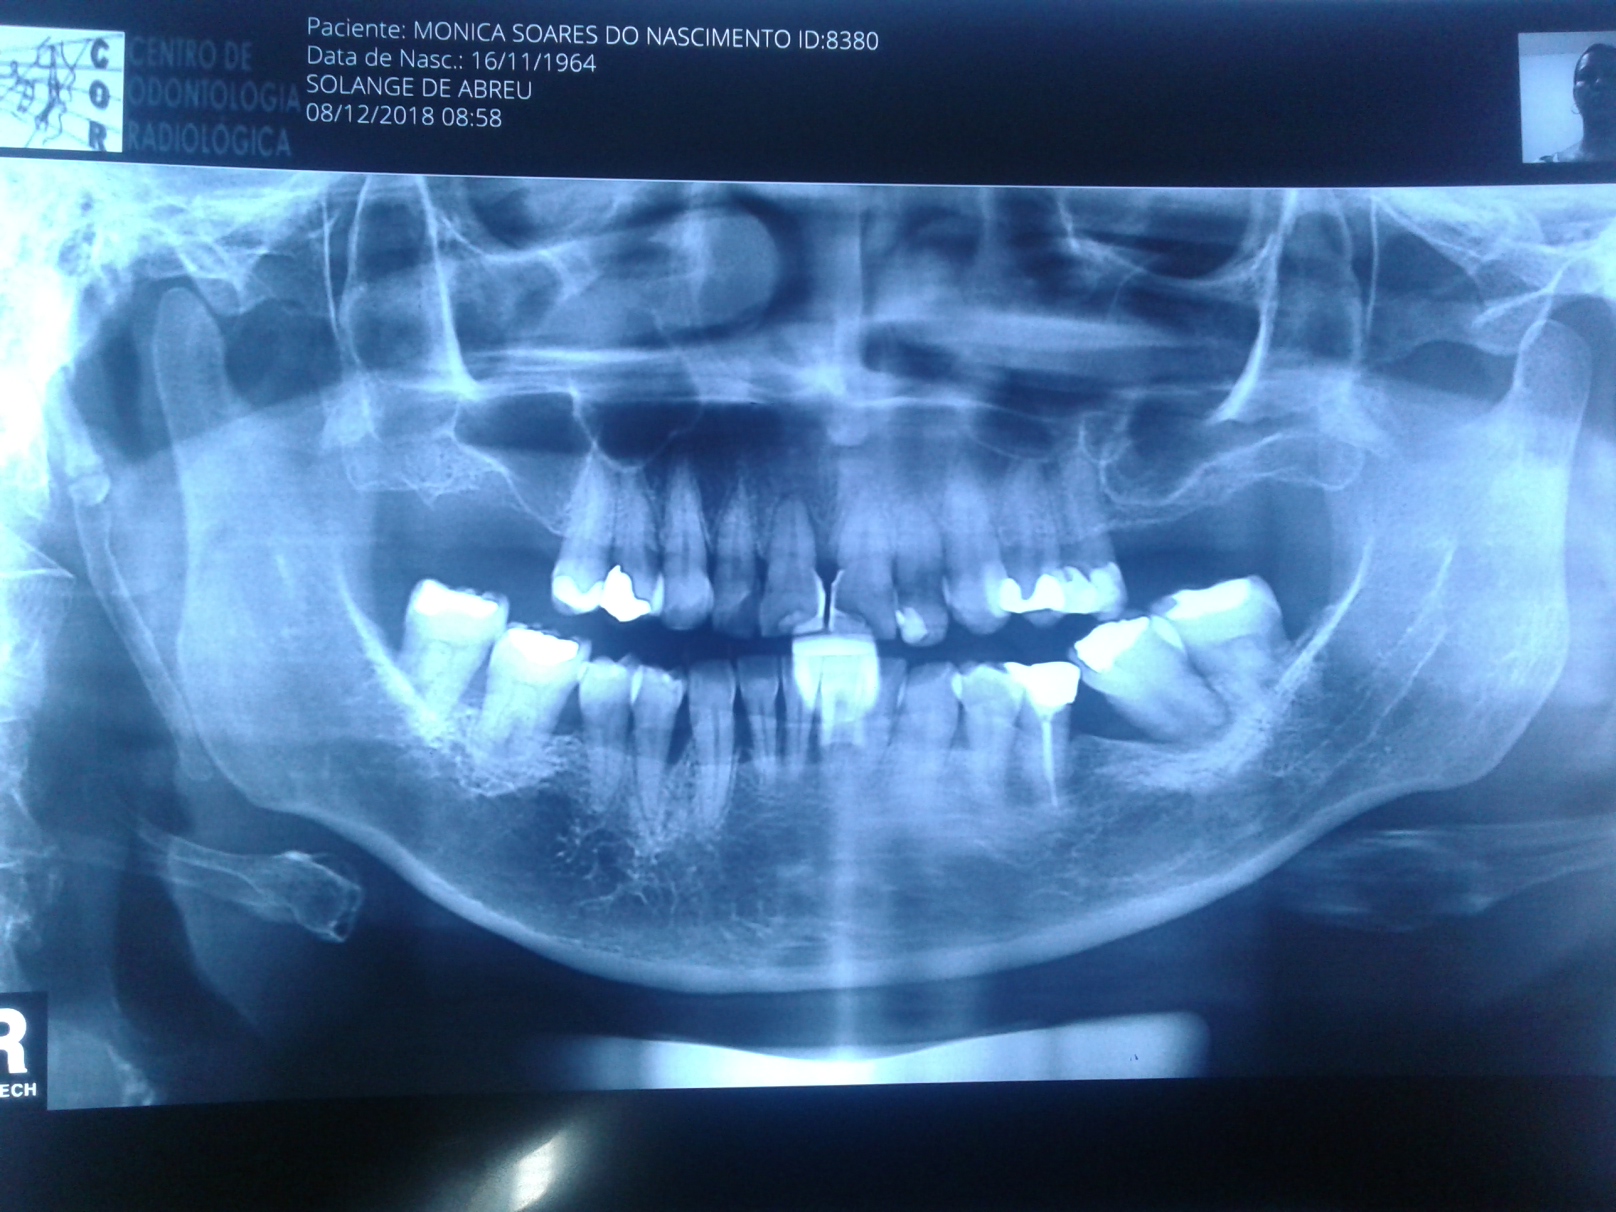 COR
CENTRO DE
ODONTOLOGIA
RADIOLÓGICA
Paciente: MONICA SOARES DO NASCIMENTO ID:8380
Data de Nasc.: 16/11/1964
SOLANGE DE ABREU
08/12/2018 08:58
R
ECH